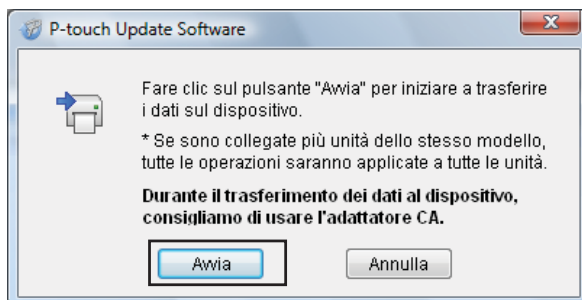 P-touch Update Software
Fare clic sul pulsante "Avvia" per iniziare a trasferire
i dati sul dispositivo.
* Se sono collegate più unità dello stesso modello,
tutte le operazioni saranno applicate a tutte le unità.
Durante il trasferimento dei dati al dispositivo,
consigliamo di usare l'adattatore CA.
Avvia
Annulla